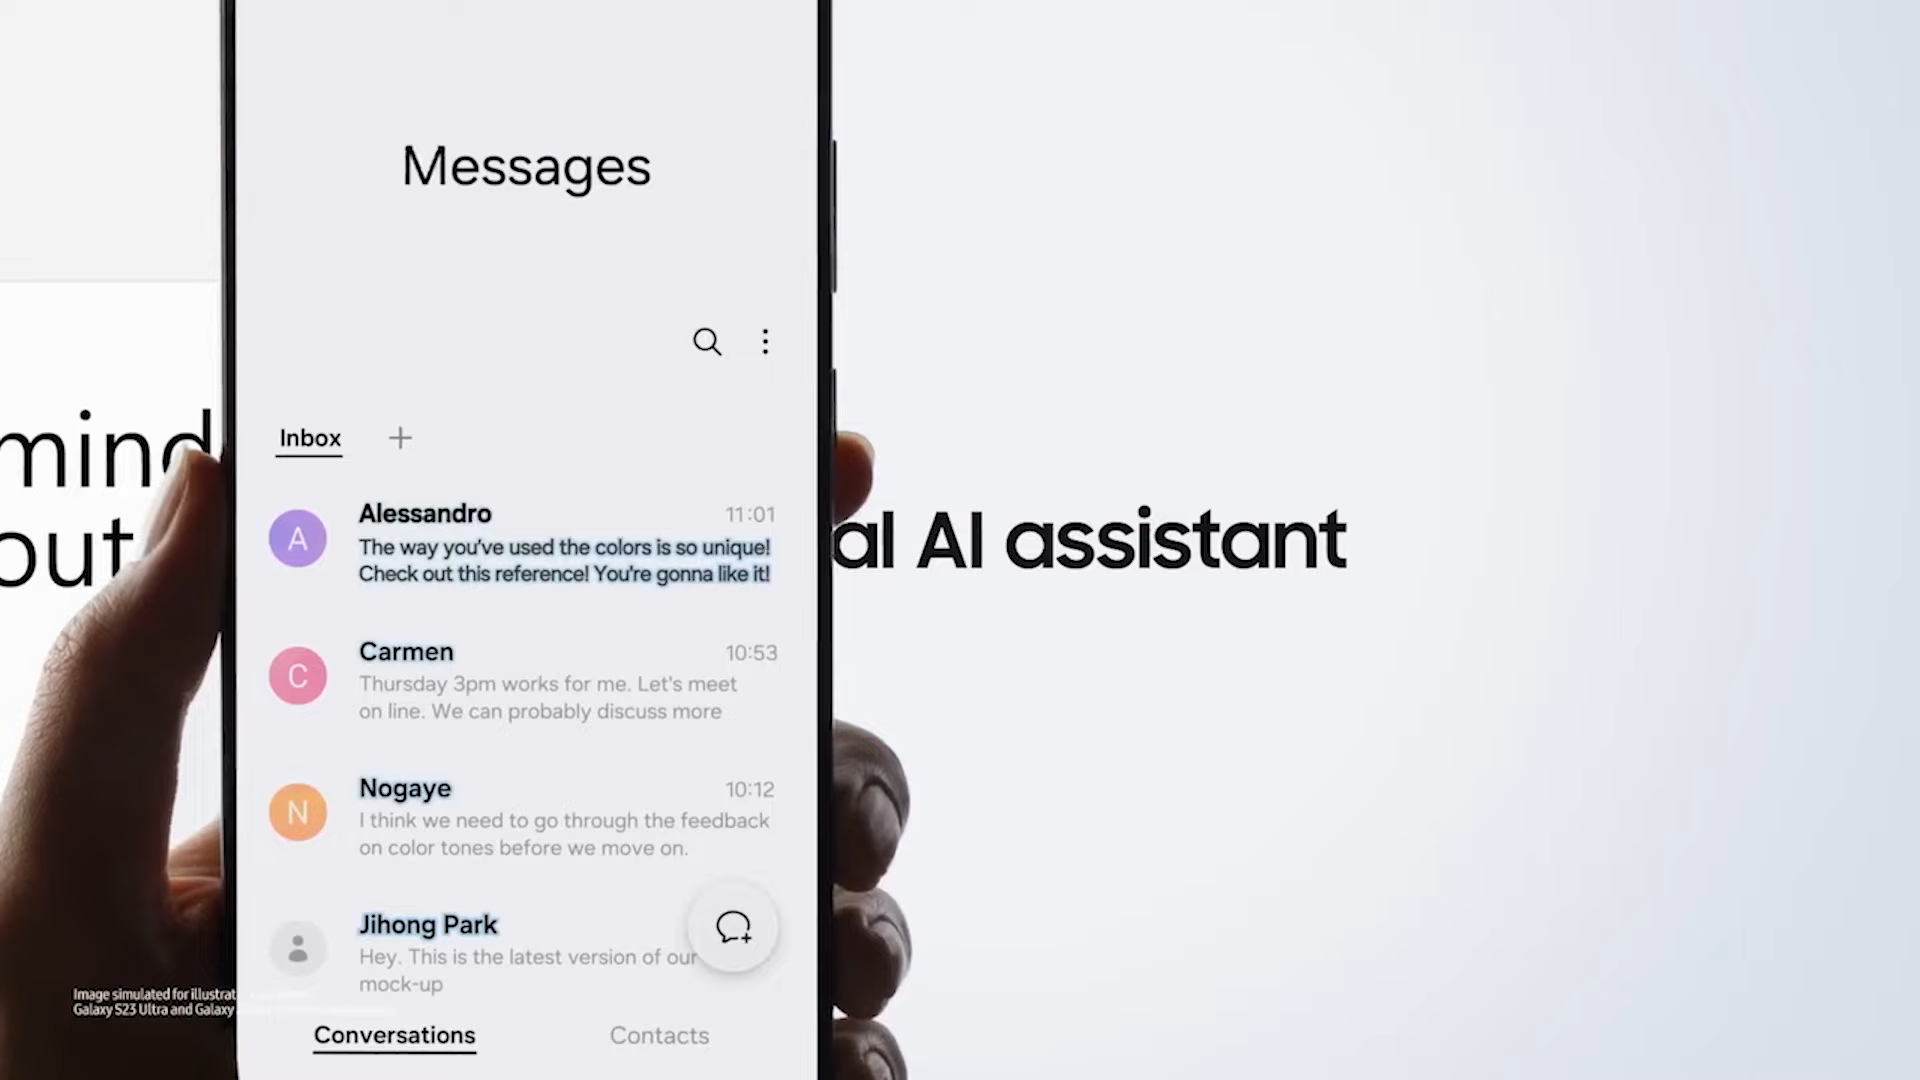 Messages
Inbox
mind
out
Alessandro
11:01
The way you've used the colors is so unique!
Check out this reference! You're gonna like it!
al AI assistant
A
Carmen
10:53
Thursday 3pm works for me. Let's meet
on line. We can probably discuss more
C
Nogaye
10:12
I think we need to go through the feedback
on color tones before we move on.
N
Jihong Park
Hey. This is the latest version of our
mock-up
Image simulated for
Galaxy S23 Ultra and Galaxy
Conversations
Contacts